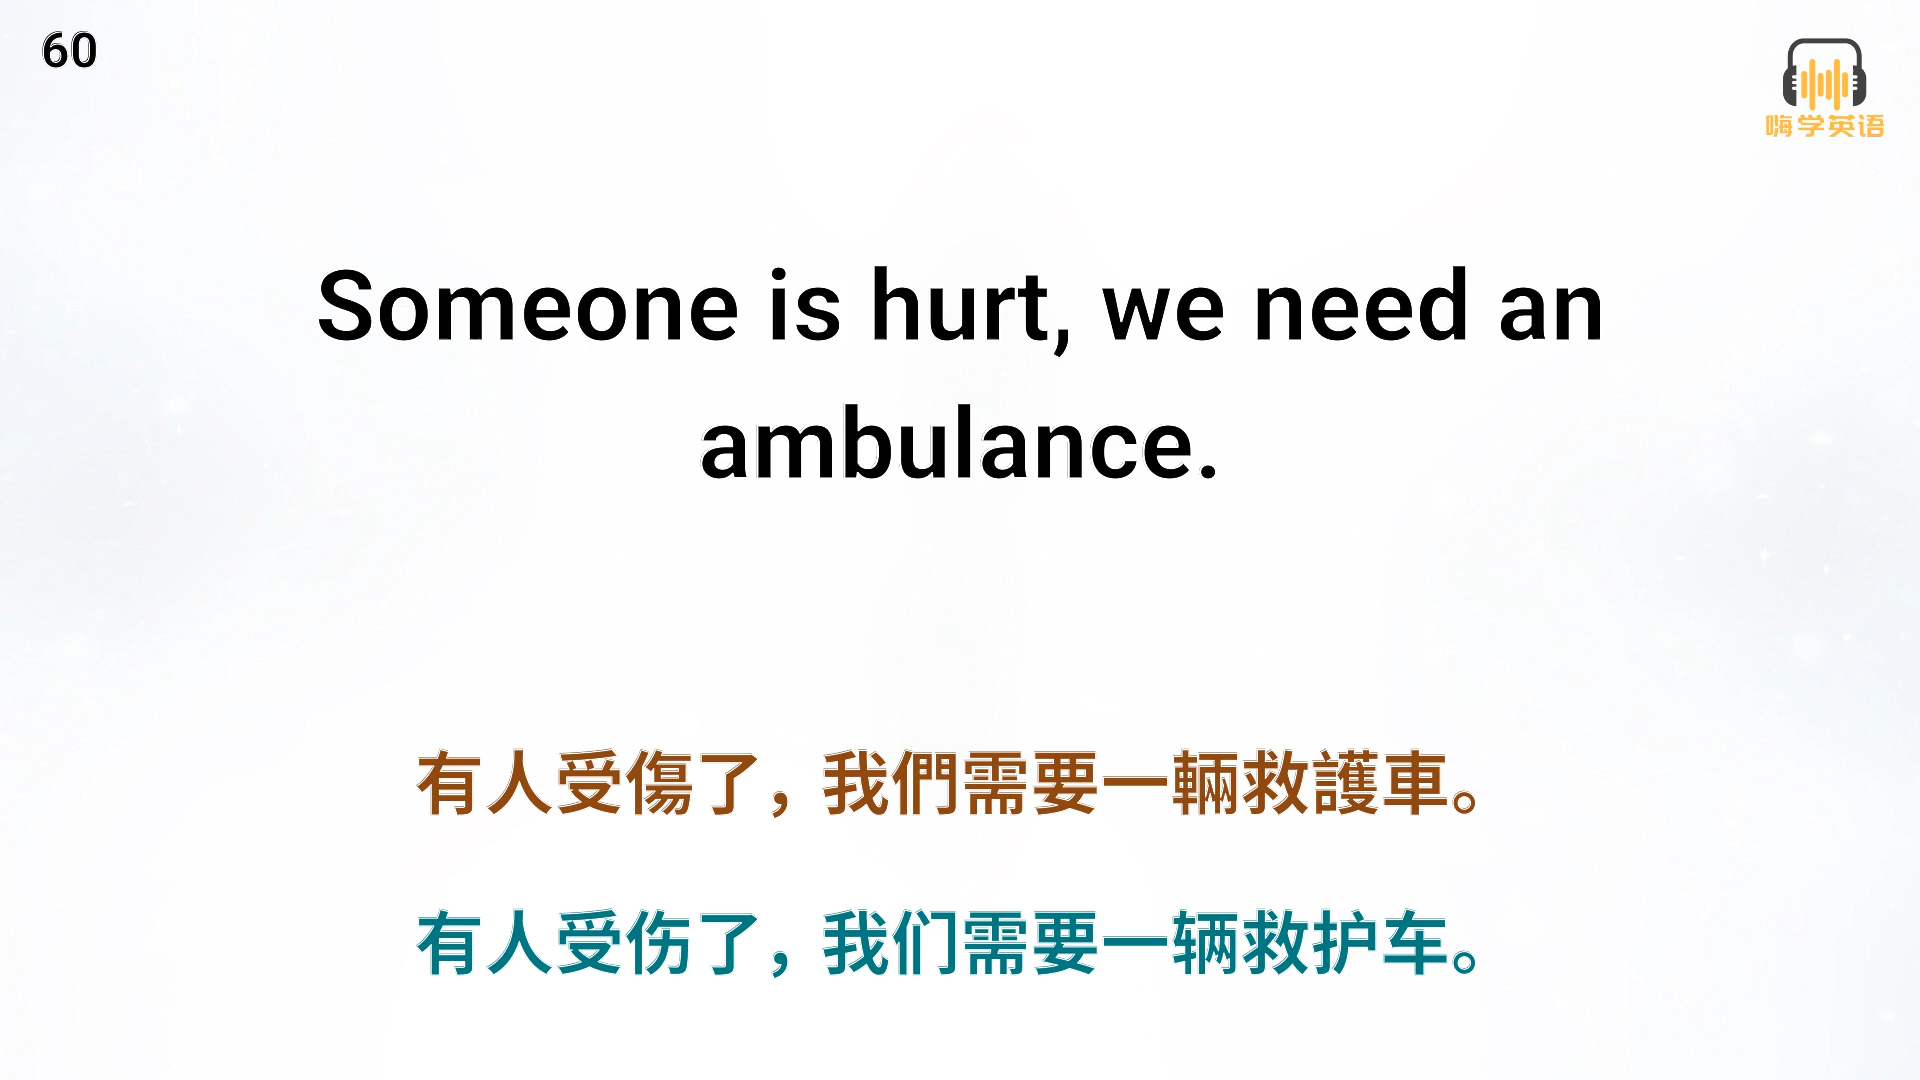 60
嗨学英语
Someone is hurt, we need an
ambulance.
有人受傷了，我們需要一輛救護車。
有人受伤了，我们需要一辆救护车。